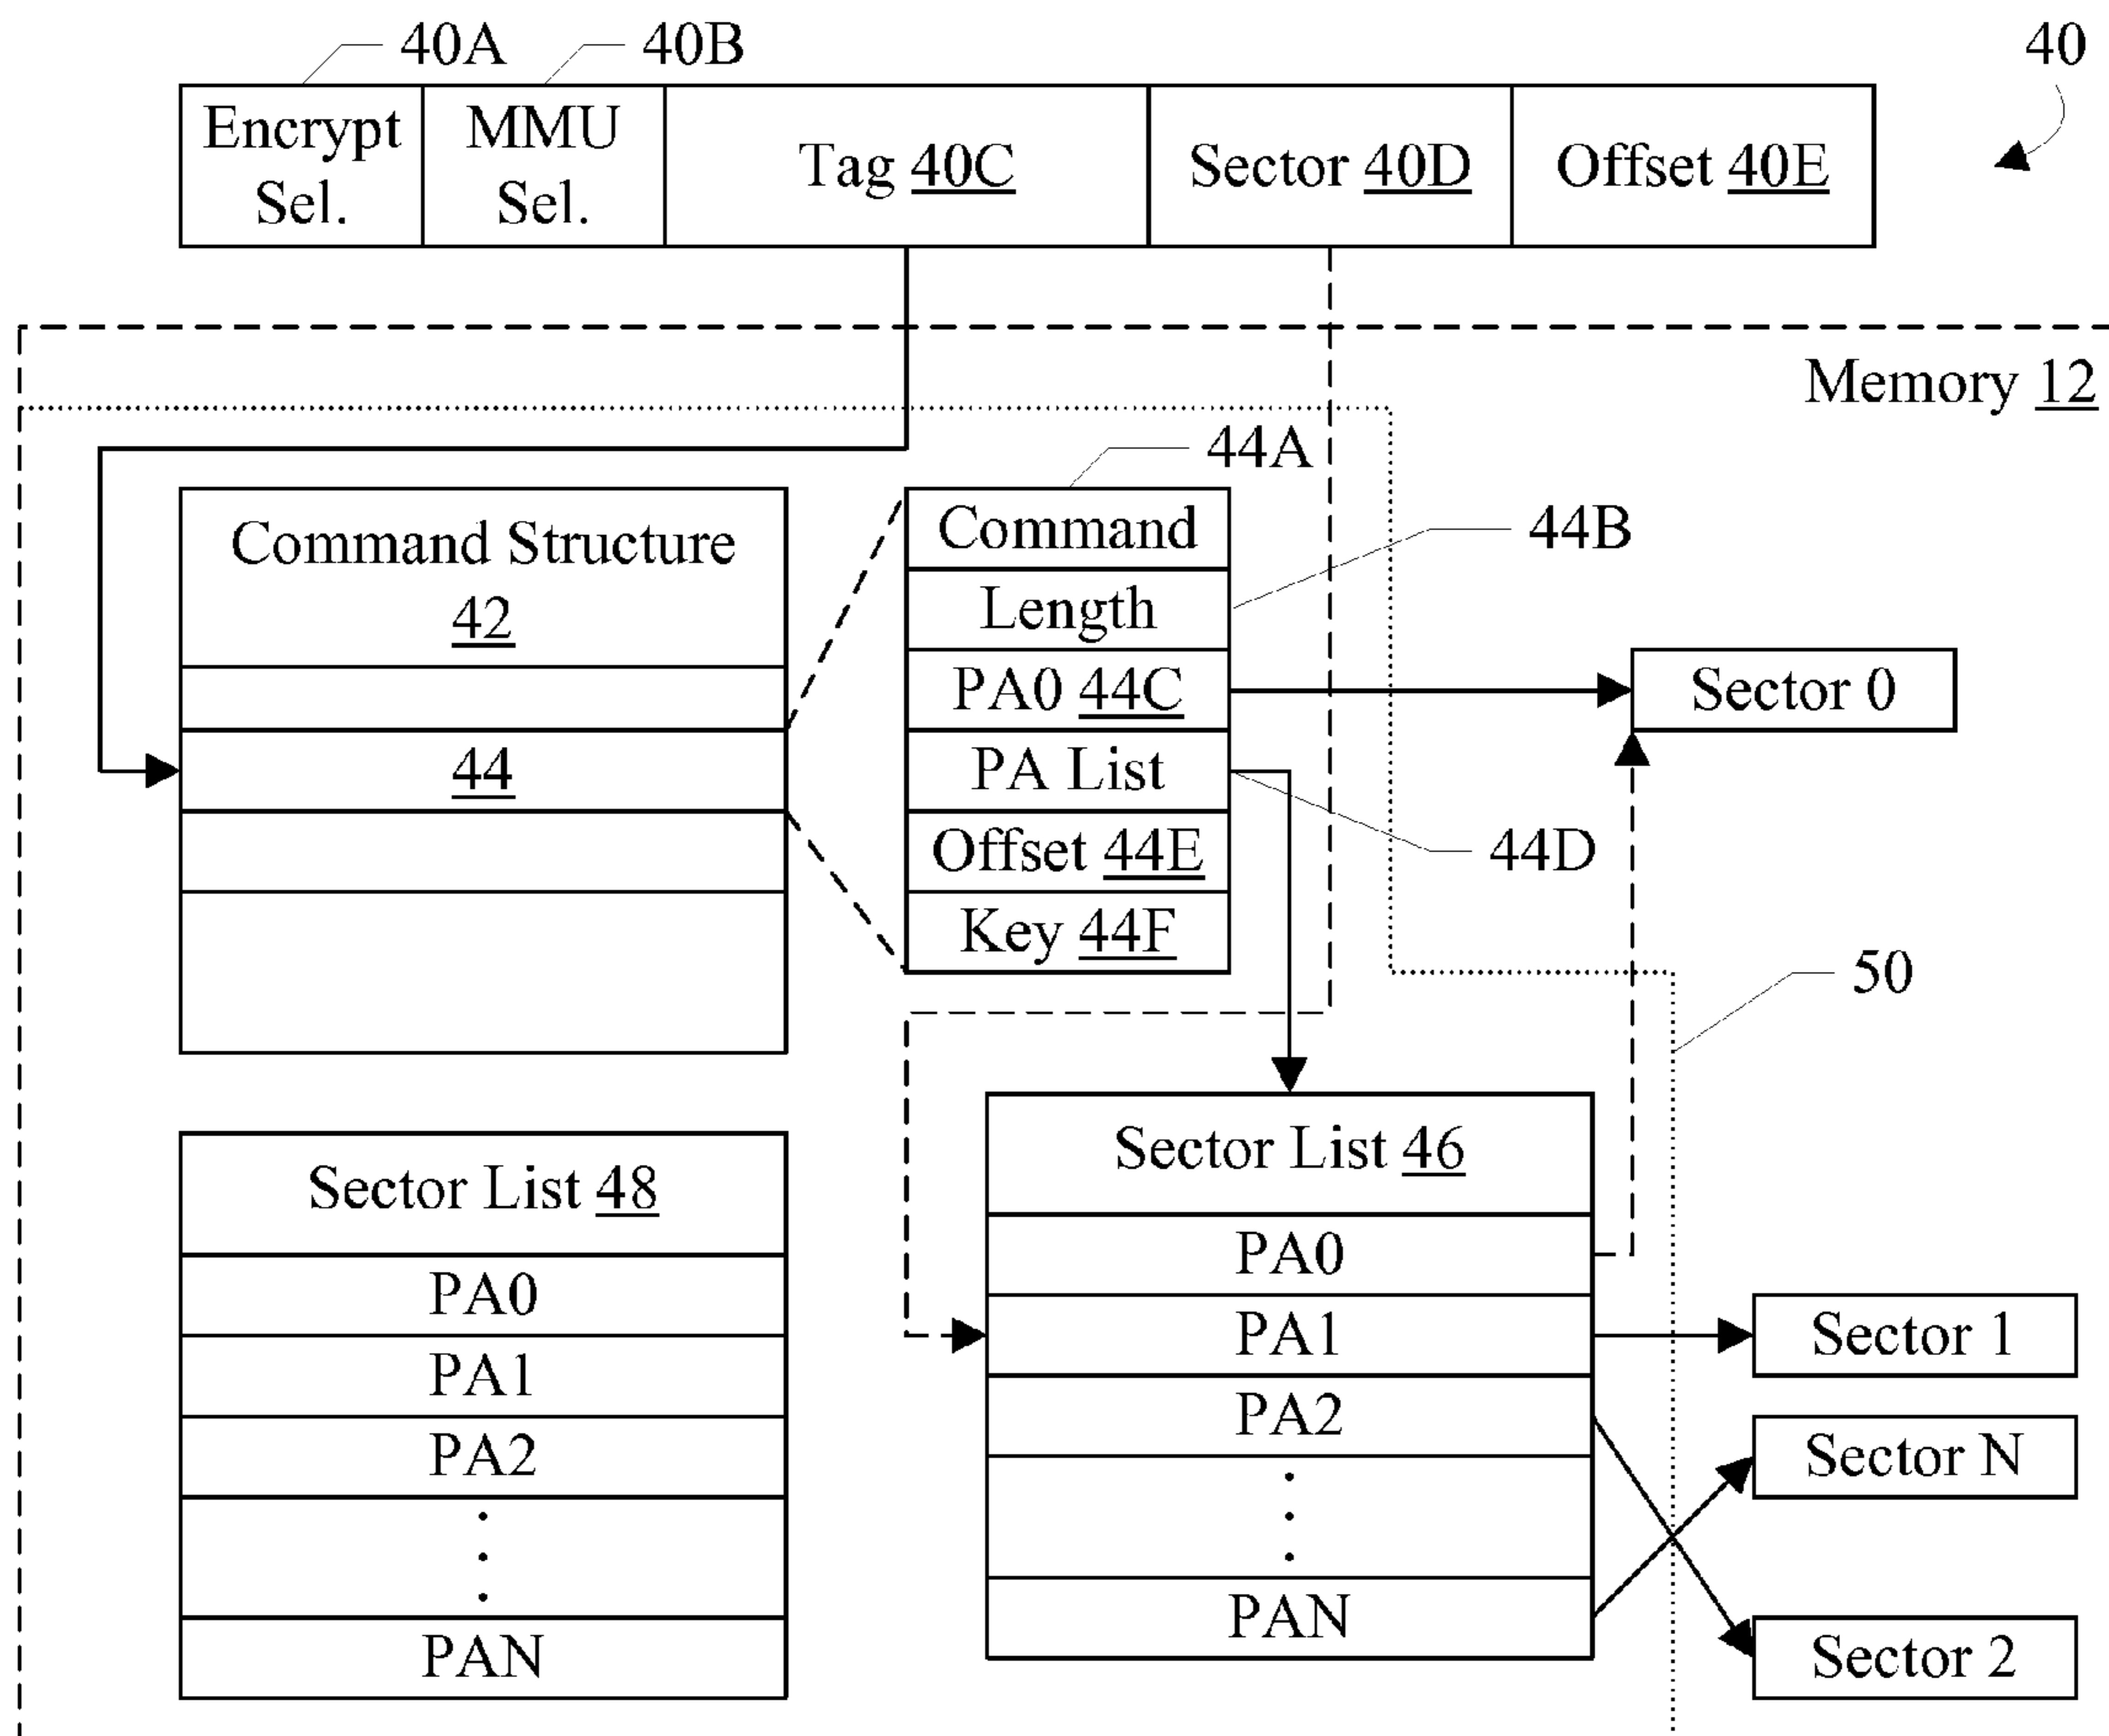 40A
40B
40
Encrypt
Sel.
MMU
Sel.
Tag 40C
Sector 40D
Offset 40E
Memory 12
44A
Command Structure
42
44
Command
Length
PA0 44C
PA List
Offset 44E
Key 44F
44B
44D
Sector 0
50
Sector List 48
PA0
PA1
PA2
PAN
Sector List 46
PA0
PA1
PA2
PAN
Sector 1
Sector N
Sector 2